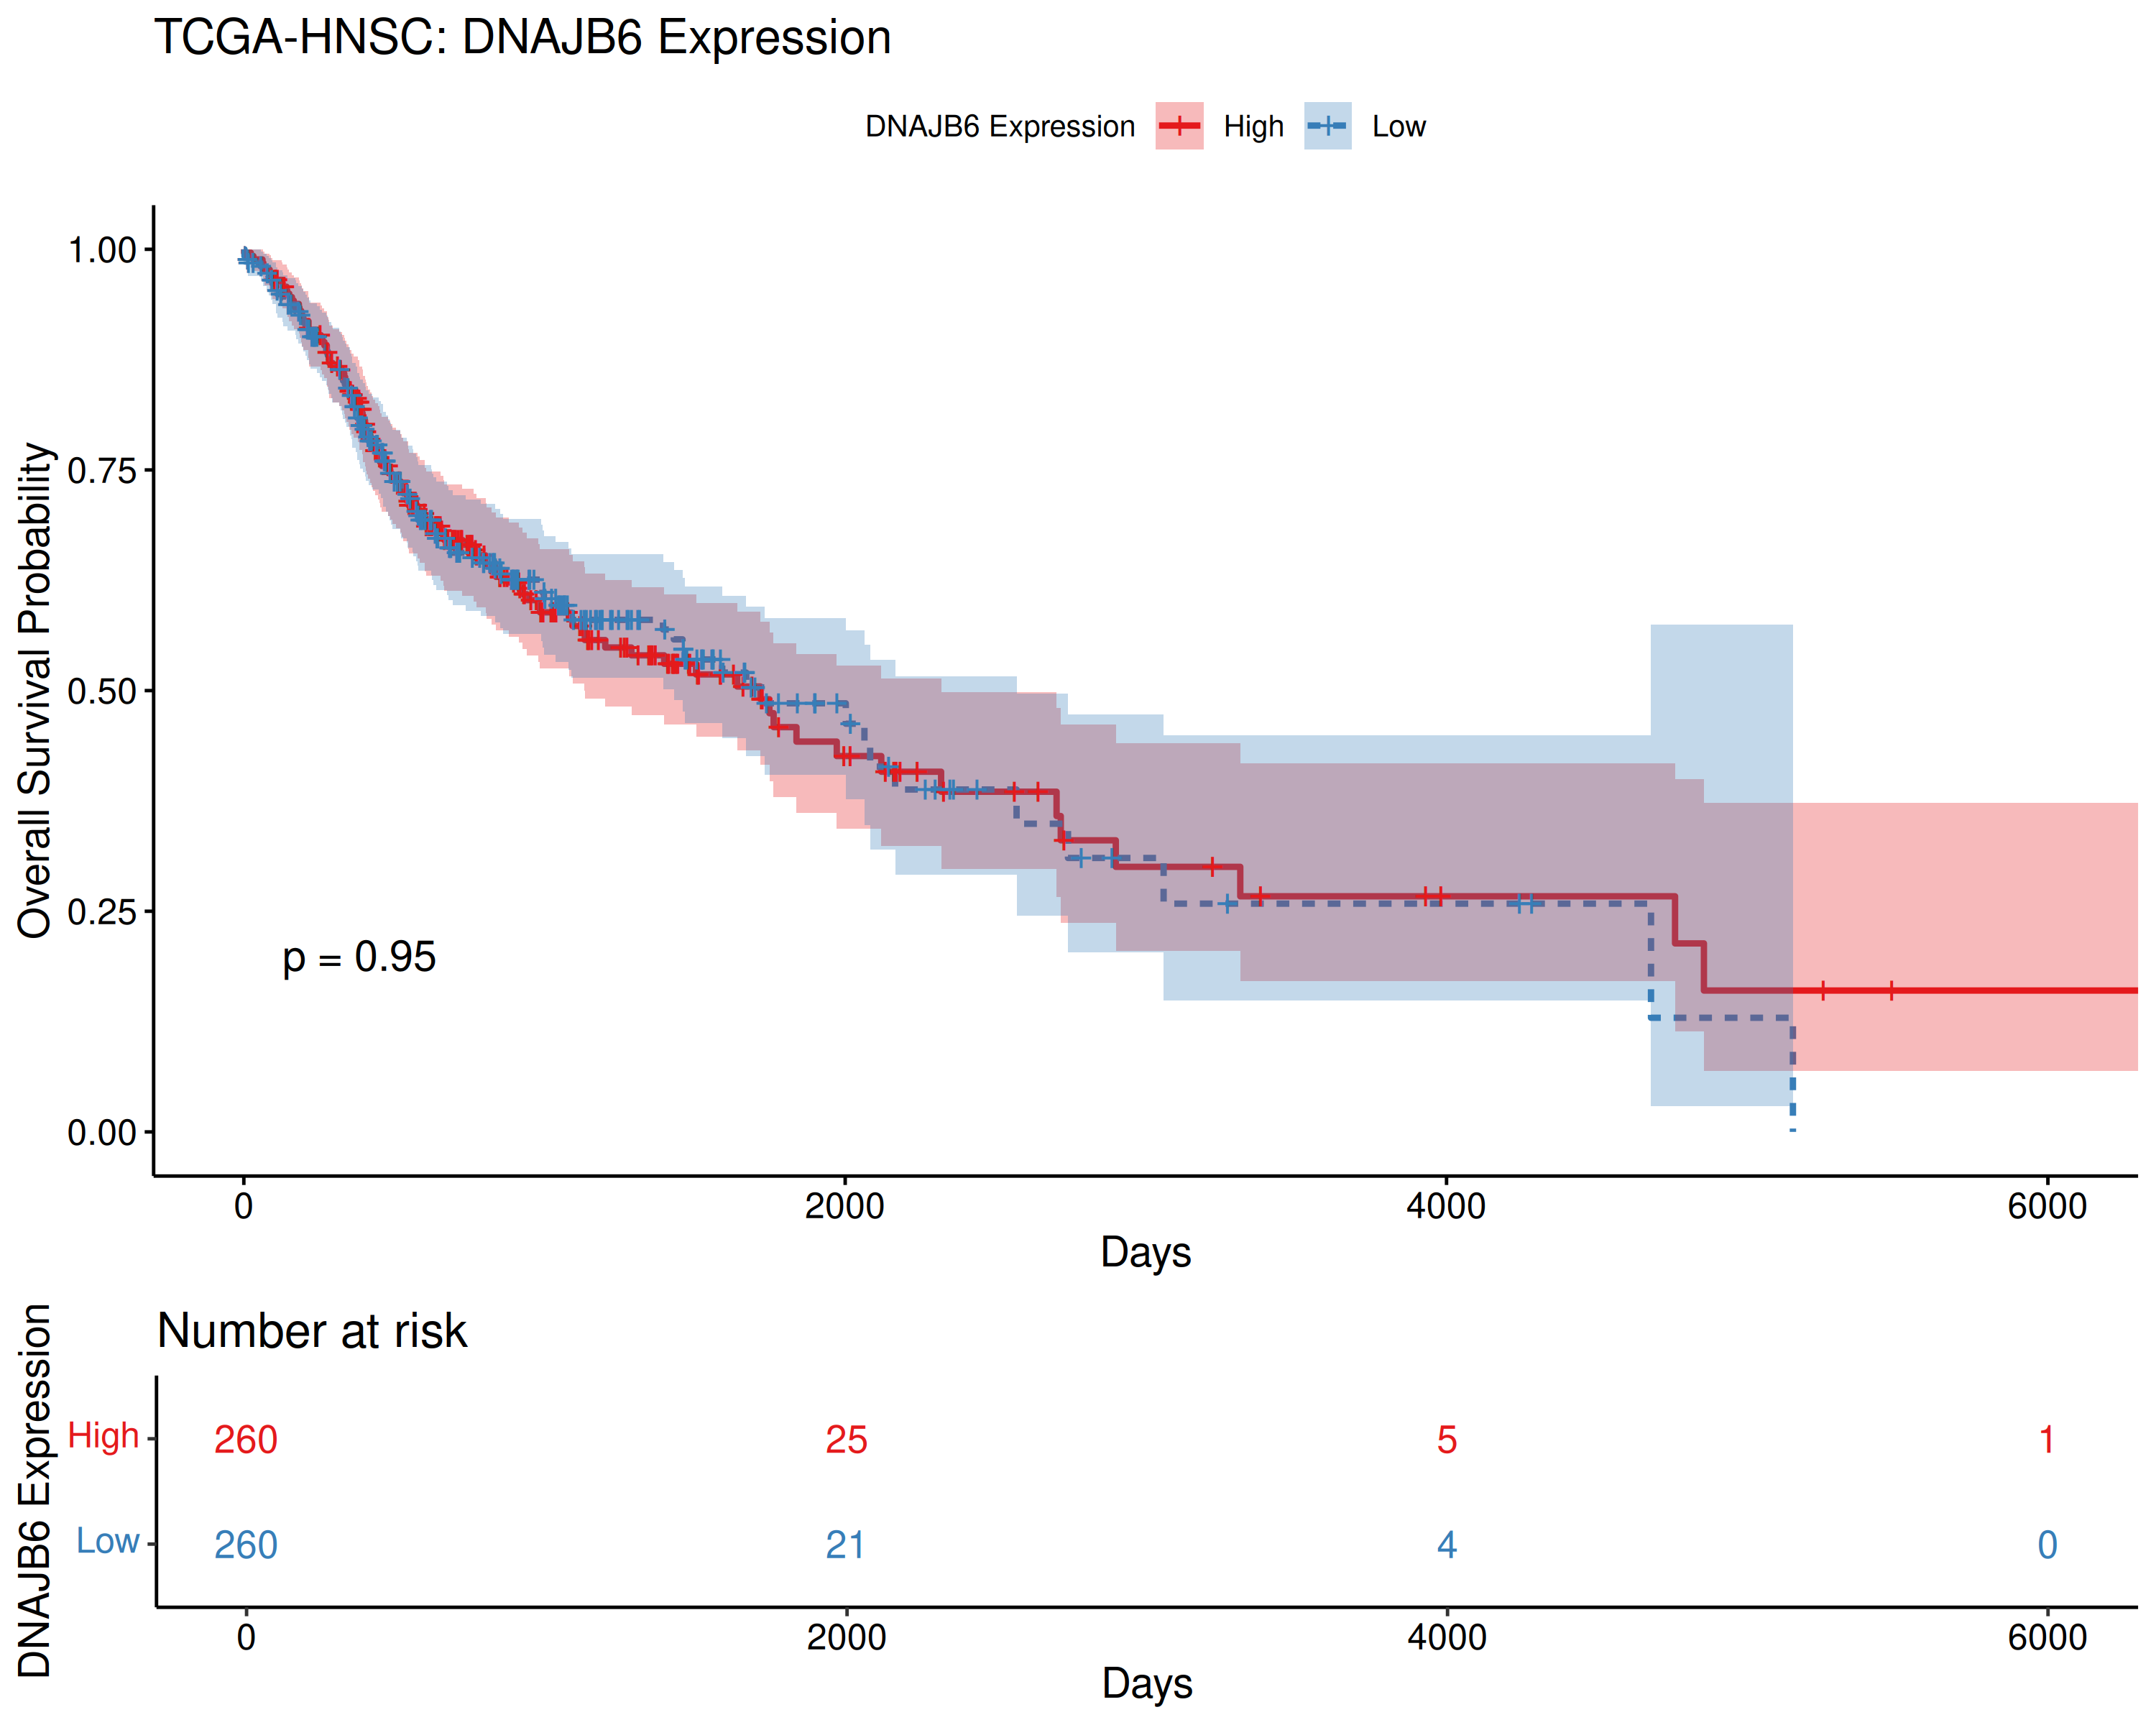 TCGA-HNSC: DNAJB6 Expression
DNAJB6 Expression High Low
Overall Survival Probability
1.00
0.75
0.50
0.25
0.00
p = 0.95
0 2000 4000 6000
Days
Number at risk
DNAJB6 Expression
High 260 25 5 1
Low 260 21 4 0
0 2000 4000 6000
Days